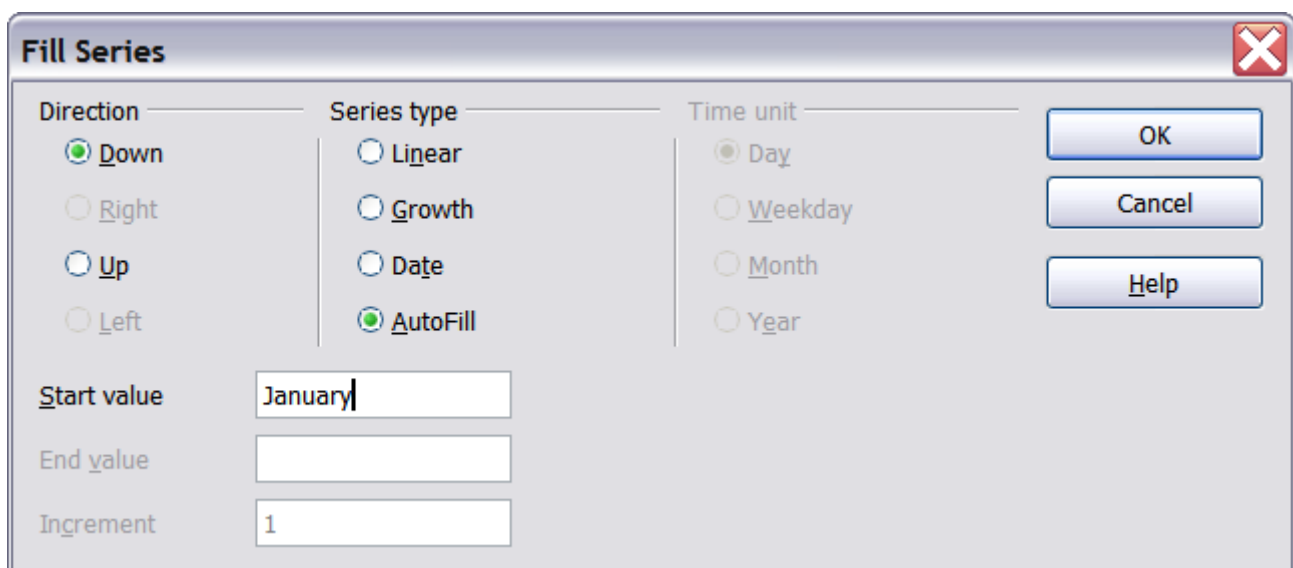 Fill Series
Direction
Down
Right
Up
Left
Series type
Linear
Growth
Date
AutoFill
Time unit
Day
Weekday
Month
Year
OK
Cancel
Help
Start value January
End value
Increment 1